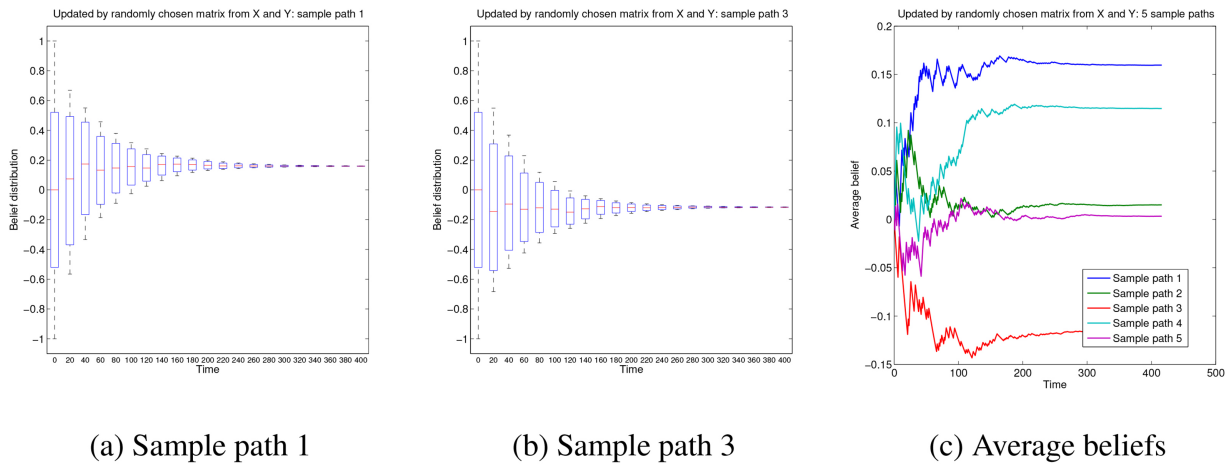 Updated by randomly chosen matrix from X and Y: sample path 1
1
0.8
0.6
0.4
0.2
0
−0.2
−0.4
−0.6
−0.8
−1
Belief distribution
0 20 40 60 80 100 120 140 160 180 200 220 240 260 280 300 320 340 360 380 400
Time
(a) Sample path 1
Updated by randomly chosen matrix from X and Y: sample path 3
1
0.8
0.6
0.4
0.2
0
−0.2
−0.4
−0.6
−0.8
−1
Belief distribution
0 20 40 60 80 100 120 140 160 180 200 220 240 260 280 300 320 340 360 380 400
Time
(b) Sample path 3
Updated by randomly chosen matrix from X and Y: 5 sample paths
0.2
0.15
0.1
0.05
0
−0.05
−0.1
−0.15
Average belief
Sample path 1
Sample path 2
Sample path 3
Sample path 4
Sample path 5
0 100 200 300 400 500
Time
(c) Average beliefs